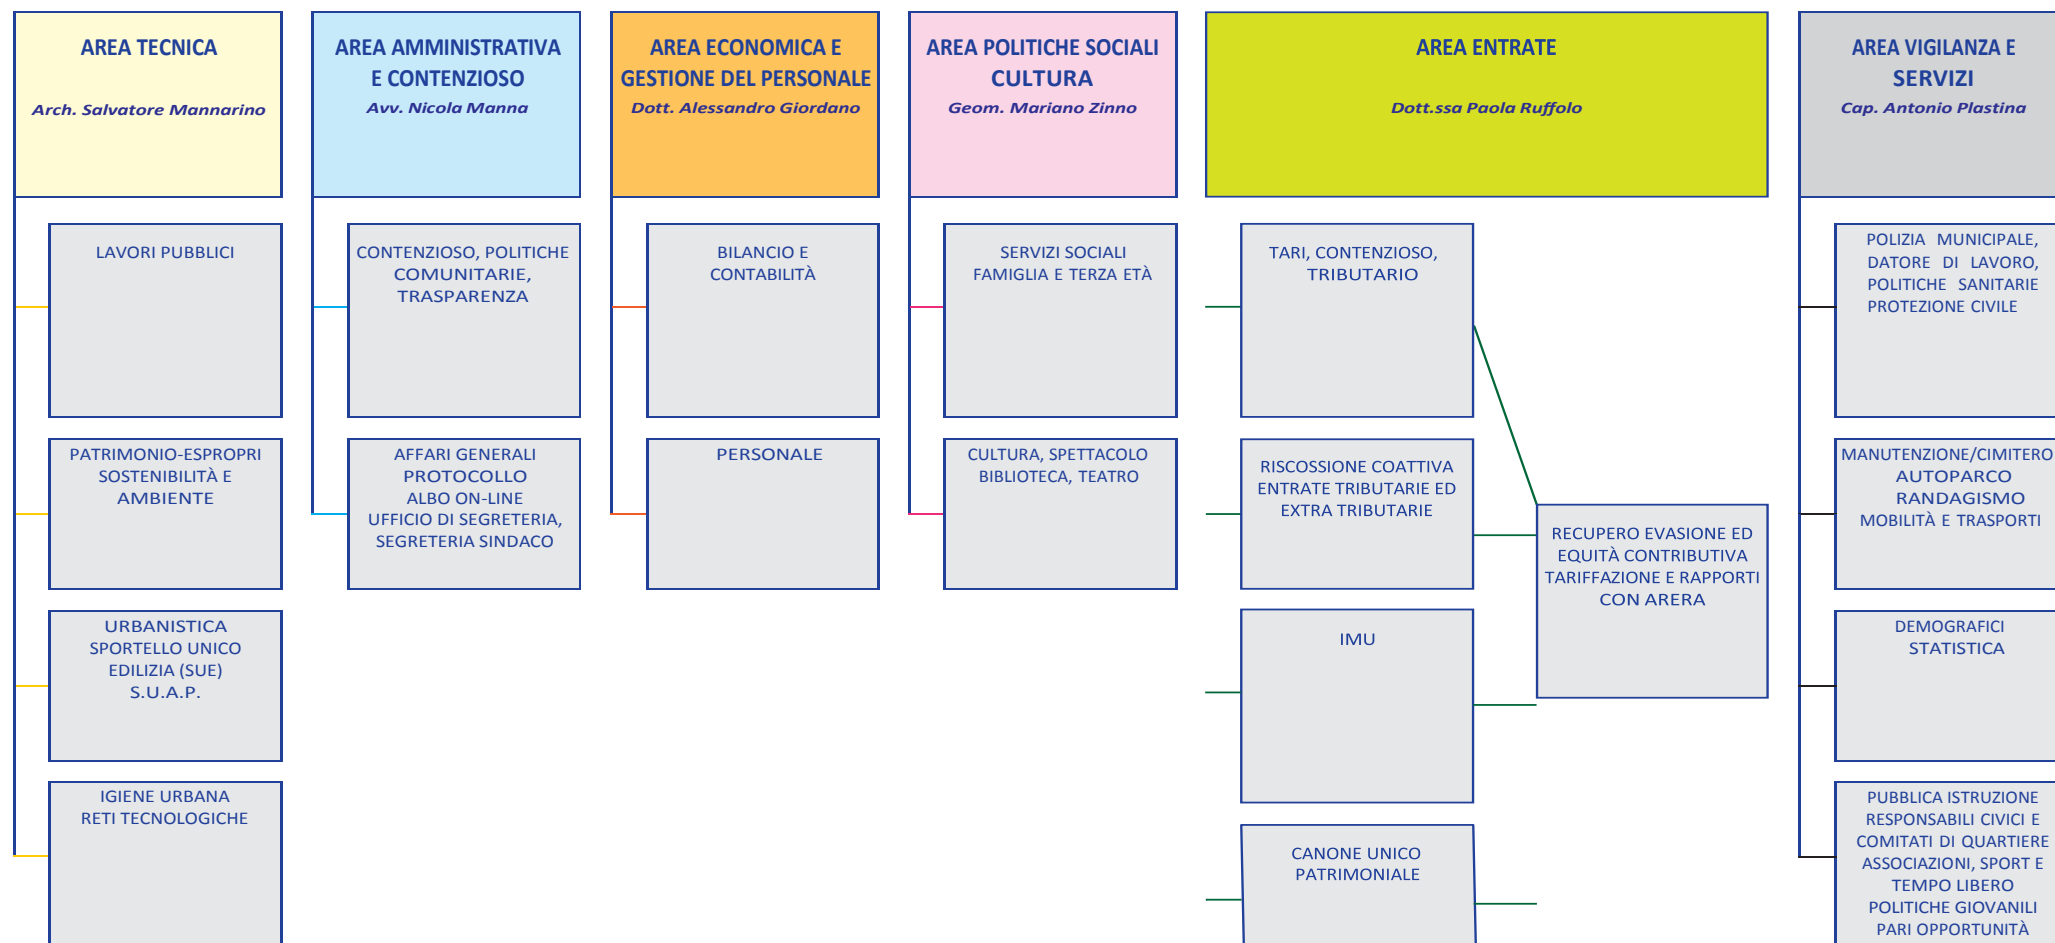 AREA TECNICA
Arch. Salvatore Mannarino
LAVORI PUBBLICI
PATRIMONIO-ESPROPRI
SOSTENIBILITÀ E
AMBIENTE
URBANISTICA
SPORTELLO UNICO
EDILIZIA (SUE)
S.U.A.P.
IGIENE URBANA
RETI TECNOLOGICHE
AREA AMMINISTRATIVA
E CONTENZIOSO
Avv. Nicola Manna
CONTENZIOSO, POLITICHE
COMUNITARIE,
TRASPARENZA
AFFARI GENERALI
PROTOCOLLO
ALBO ON-LINE
UFFICIO DI SEGRETERIA,
SEGRETERIA SINDACO
AREA ECONOMICA E
GESTIONE DEL PERSONALE
Dott. Alessandro Giordano
BILANCIO E
CONTABILITÀ
PERSONALE
AREA POLITICHE SOCIALI
CULTURA
Geom. Mariano Zinno
SERVIZI SOCIALI
FAMIGLIA E TERZA ETÀ
CULTURA, SPETTACOLO
BIBLIOTECA, TEATRO
AREA ENTRATE
Dott.ssa Paola Ruffolo
TARI, CONTENZIOSO,
TRIBUTARIO
RISCOSSIONE COATTIVA
ENTRATE TRIBUTARIE ED
EXTRA TRIBUTARIE
IMU
CANONE UNICO
PATRIMONIALE
RECUPERO EVASIONE ED
EQUITÀ CONTRIBUTIVA
TARIFFAZIONE E RAPPORTI
CON ARERA
AREA VIGILANZA E
SERVIZI
Cap. Antonio Plastina
POLIZIA MUNICIPALE,
DATORE DI LAVORO,
POLITICHE SANITARIE
PROTEZIONE CIVILE
MANUTENZIONE/CIMITERO
AUTOPARCO
RANDAGISMO
MOBILITÀ E TRASPORTI
DEMOGRAFICI
STATISTICA
PUBBLICA ISTRUZIONE
RESPONSABILI CIVICI E
COMITATI DI QUARTIERE
ASSOCIAZIONI, SPORT E
TEMPO LIBERO
POLITICHE GIOVANILI
PARI OPPORTUNITÀ